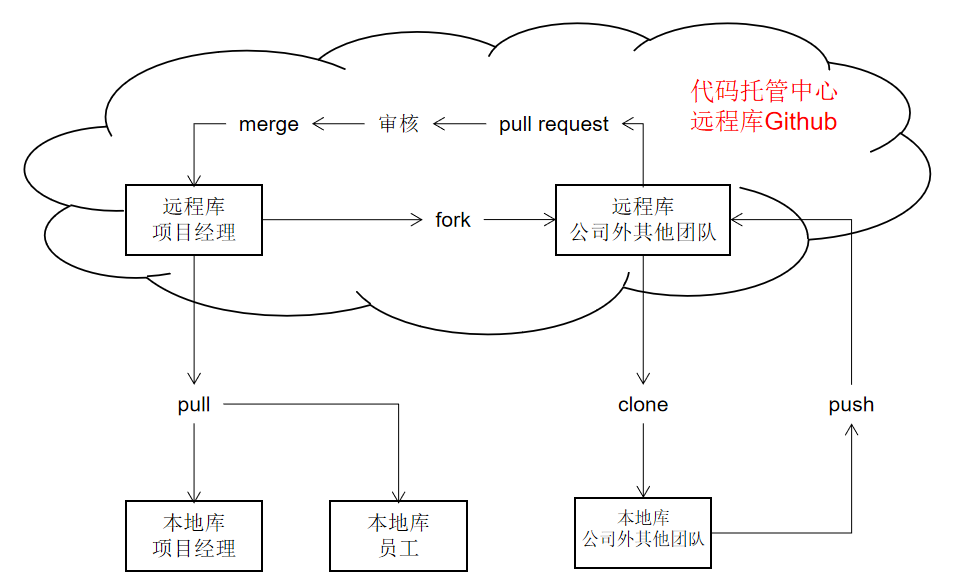 代码托管中心
远程库Github
merge
审核
pull request
远程库
项目经理
fork
远程库
公司外其他团队
pull
clone
push
本地库
项目经理
本地库
员工
本地库
公司外其他团队